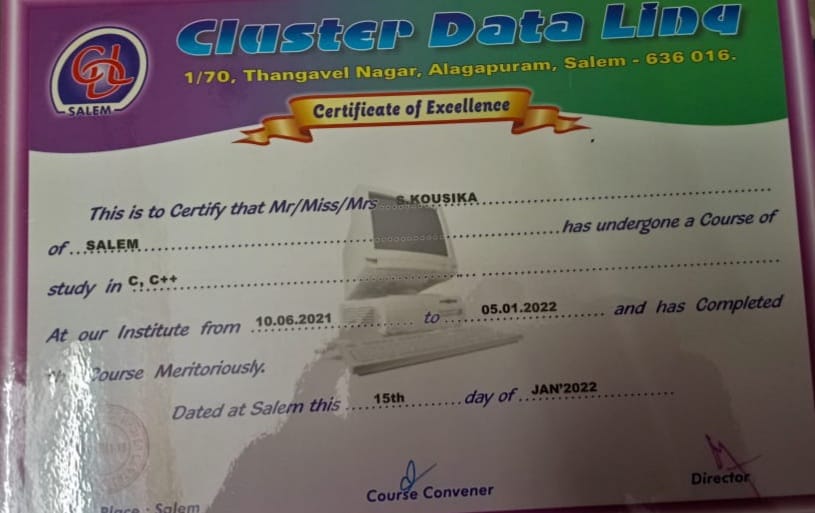 Cluster Data Linq
CDL
SALEM
1/70, Thangavel Nagar, Alagapuram, Salem - 636 016.
Certificate of Excellence
This is to Certify that Mr/Miss/Mrs S.KOUSIKA
of SALEM has undergone a Course of
study in C, C++
At our Institute from 10.06.2021 to 05.01.2022 and has Completed
Course Meritoriously.
Dated at Salem this 15th day of JAN'2022
Course Convener
Director
Place : Salem